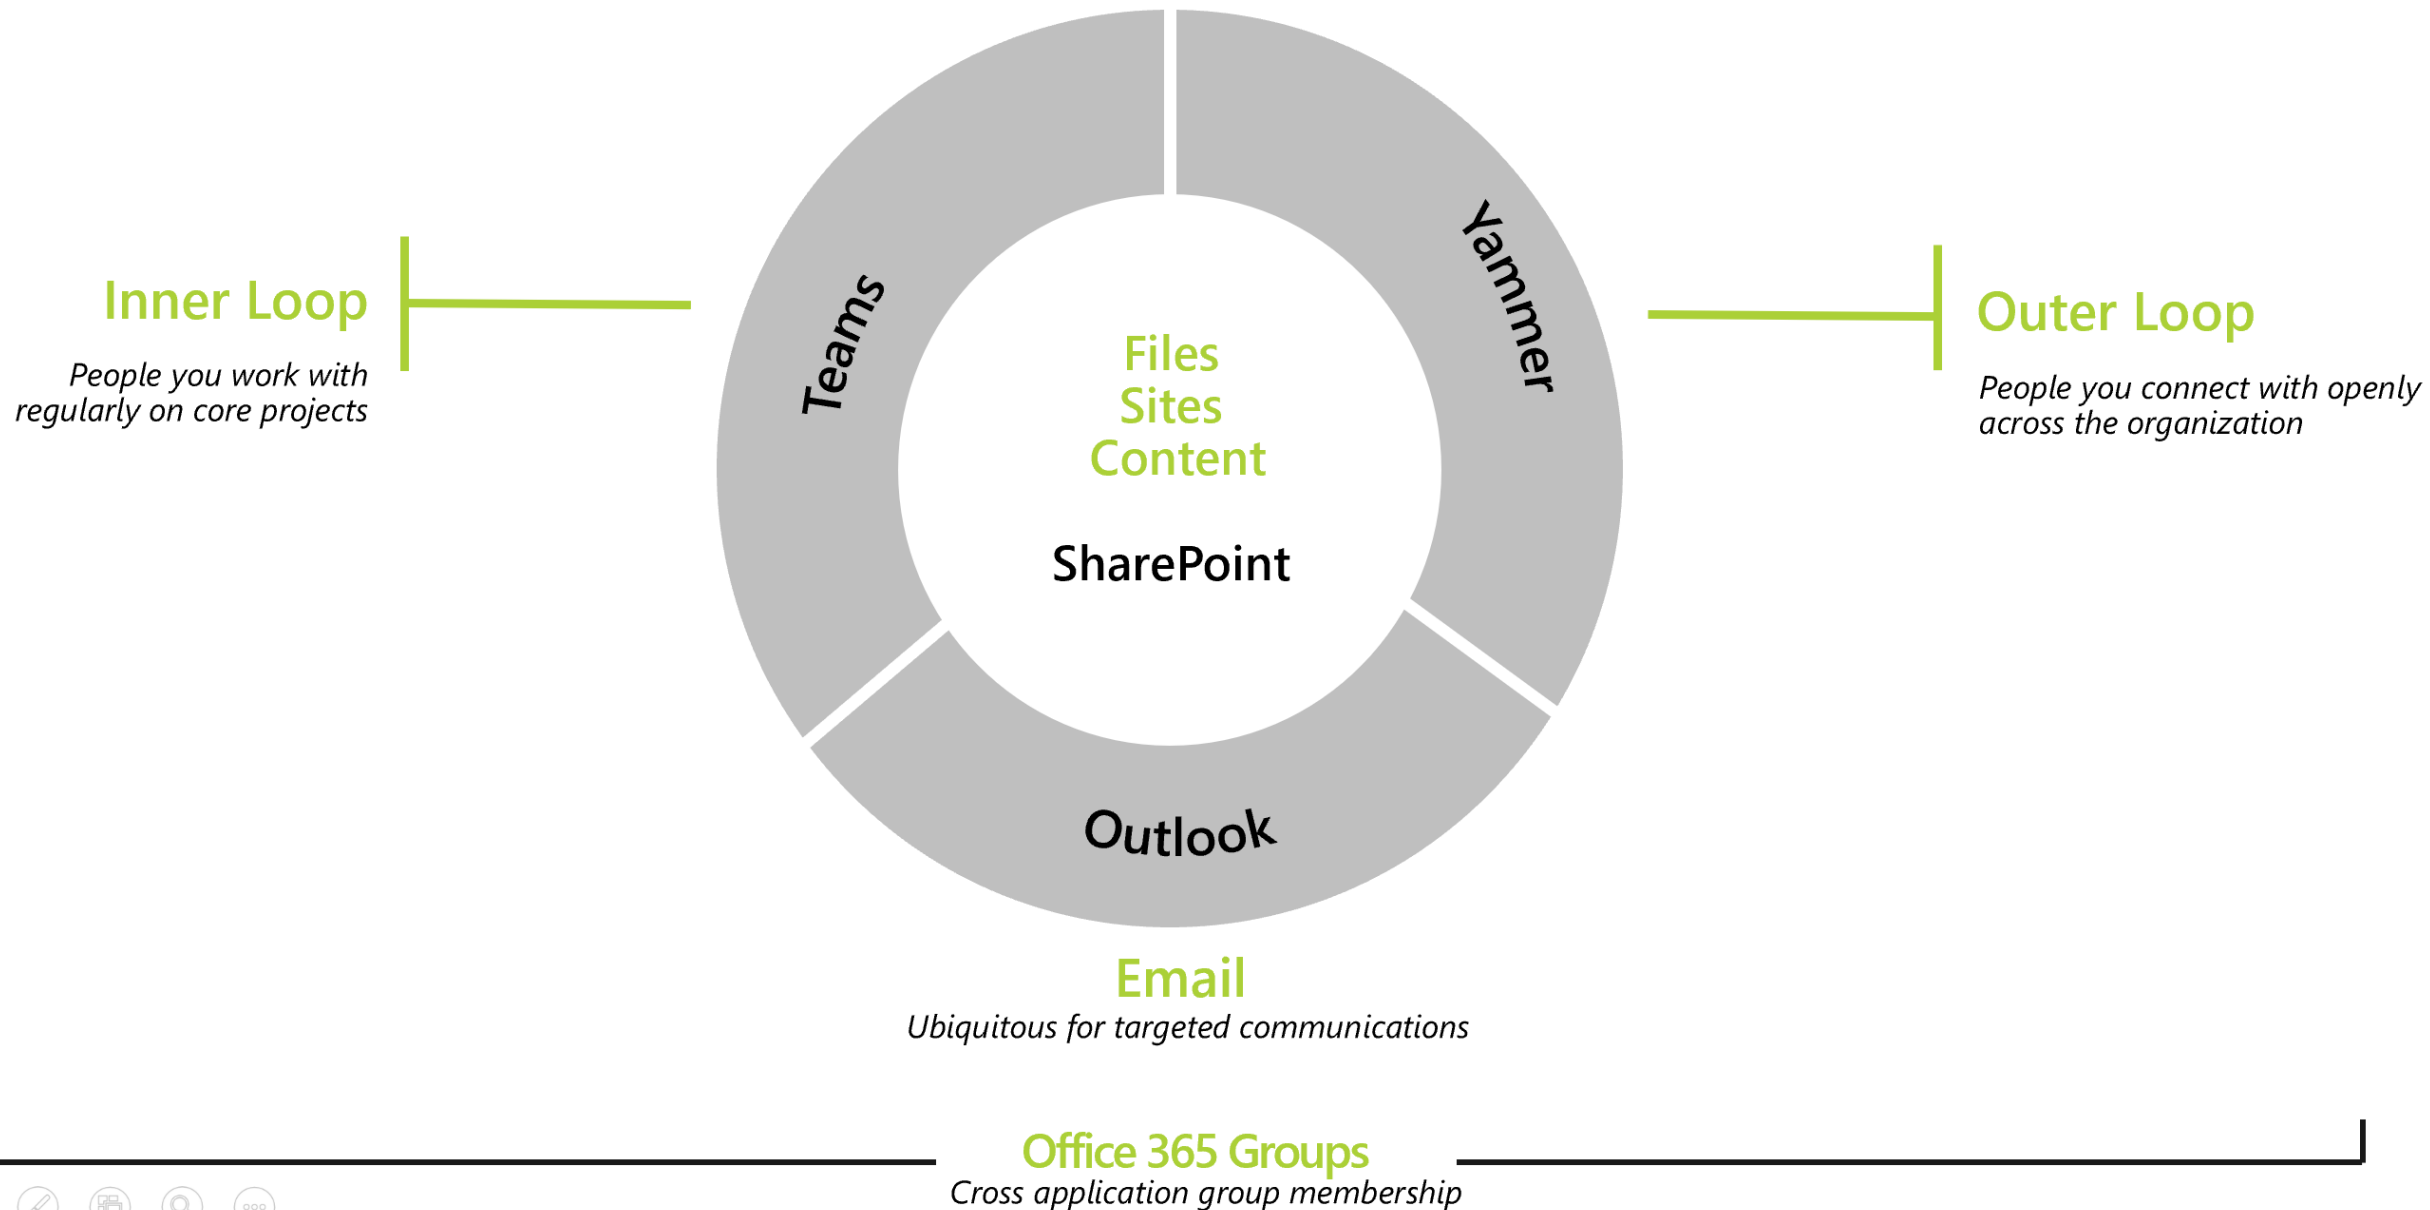 Inner Loop
People you work with
regularly on core projects
Teams
Yammer
Files
Sites
Content
SharePoint
Outlook
Outer Loop
People you connect with openly
across the organization
Email
Ubiquitous for targeted communications
Office 365 Groups
Cross application group membership